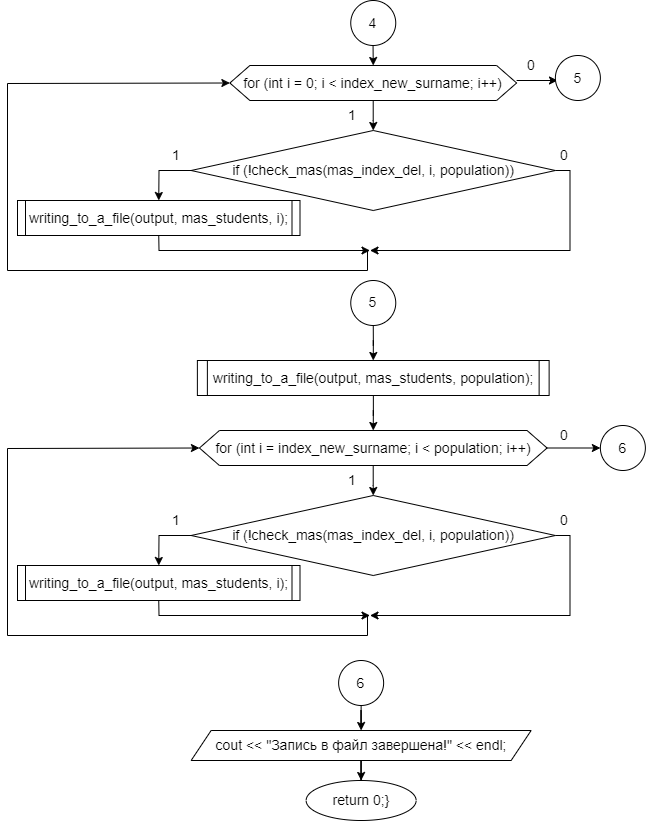 4
for (int i = 0; i < index_new_surname; i++)
0
5
1
if (!check_mas(mas_index_del, i, population))
1
0
writing_to_a_file(output, mas_students, i);
5
writing_to_a_file(output, mas_students, population);
for (int i = index_new_surname; i < population; i++)
0
6
1
if (!check_mas(mas_index_del, i, population))
1
0
writing_to_a_file(output, mas_students, i);
6
cout << "Запись в файл завершена!" << endl;
return 0;}